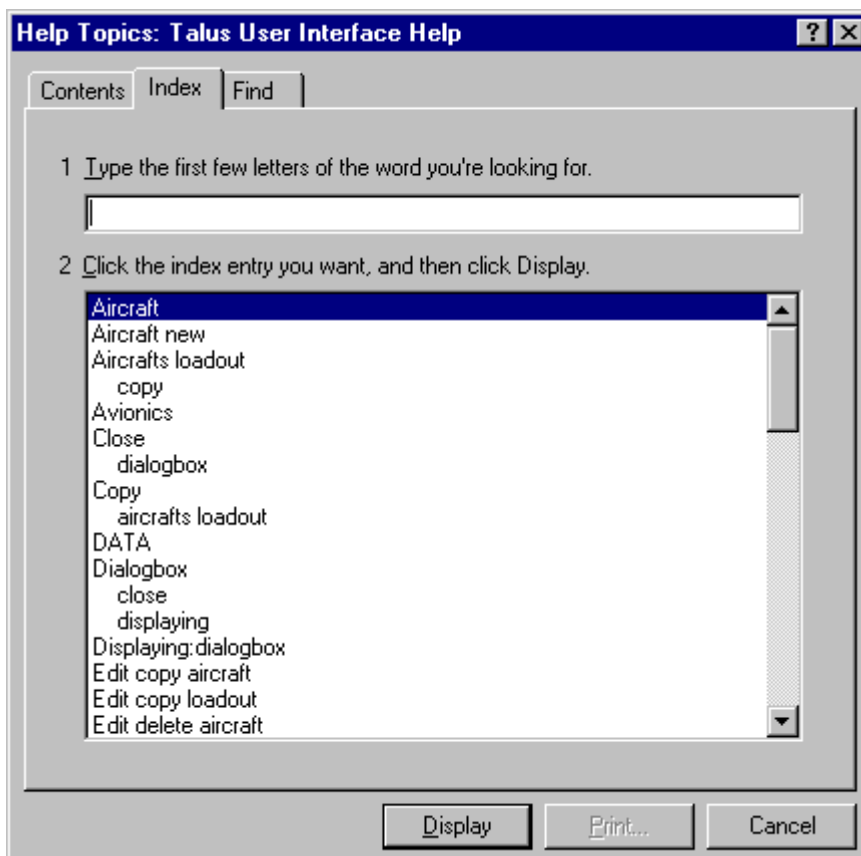 Help Topics: Talus User Interface Help
Contents Index Find
1 Type the first few letters of the word you're looking for.
2 Click the index entry you want, and then click Display.
Aircraft
Aircraft new
Aircrafts loadout
copy
Avionics
Close
dialogbox
Copy
aircrafts loadout
DATA
Dialogbox
close
displaying
Displaying:dialogbox
Edit copy aircraft
Edit copy loadout
Edit delete aircraft
Display Print... Cancel